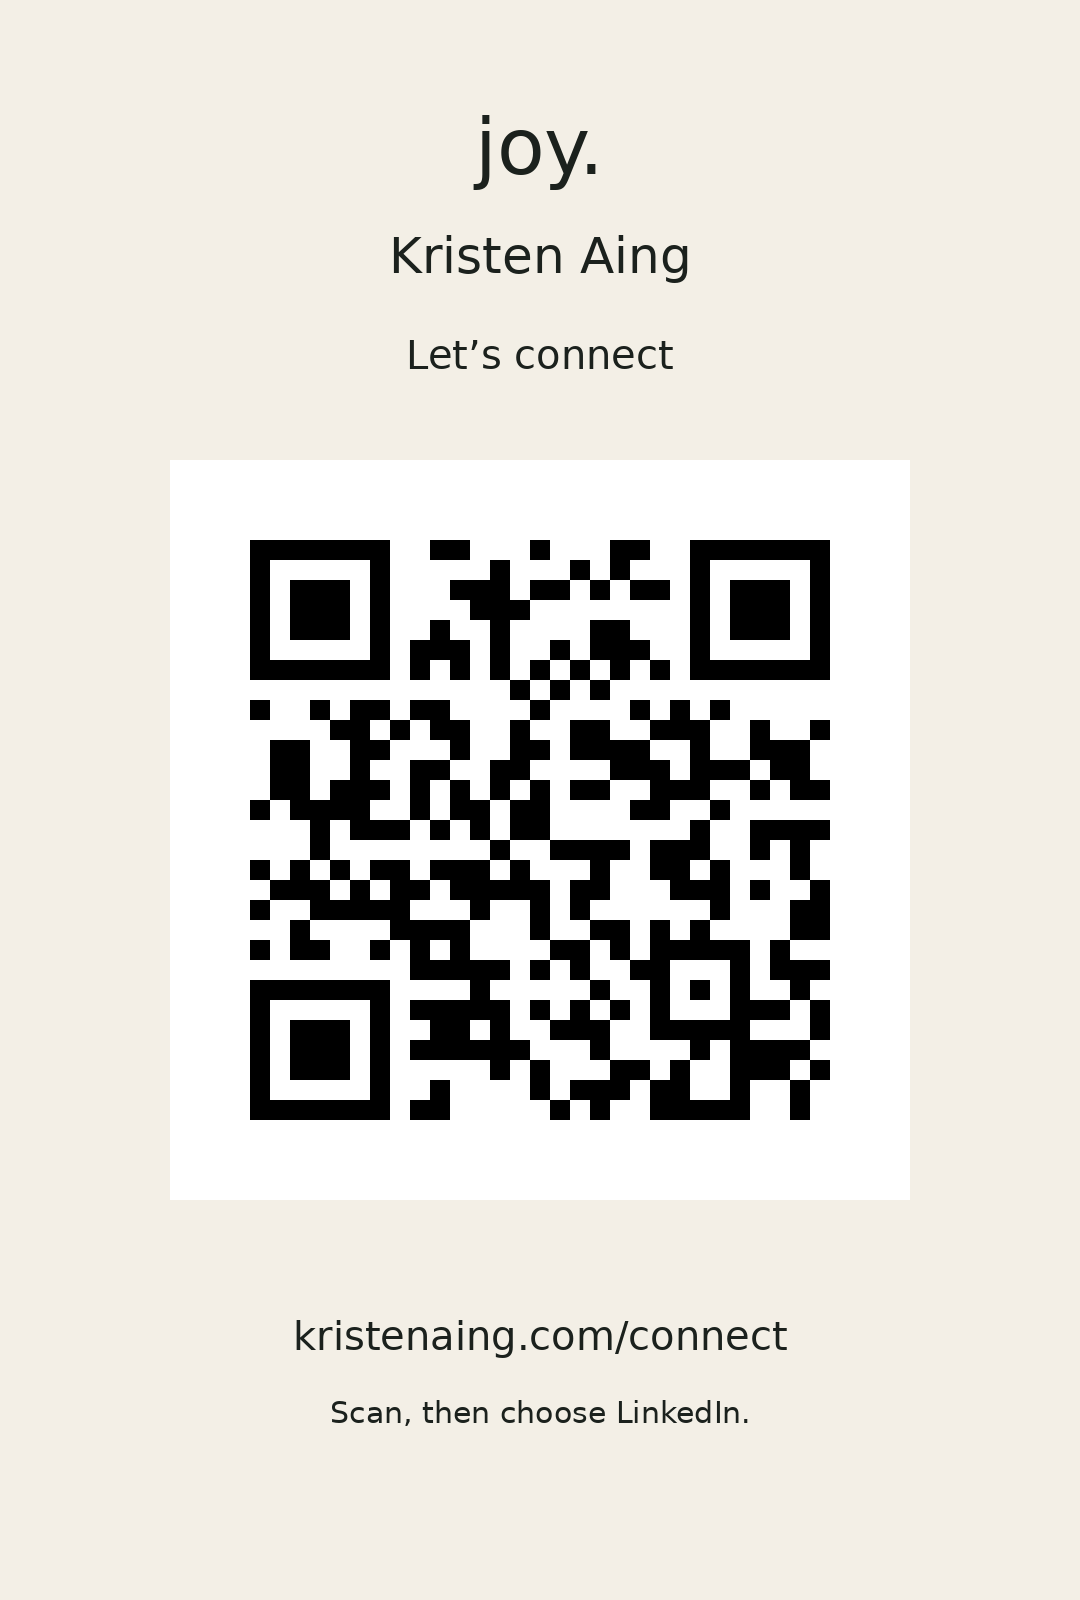 joy.
Kristen Aing
Let’s connect
kristenaing.com/connect
Scan, then choose LinkedIn.